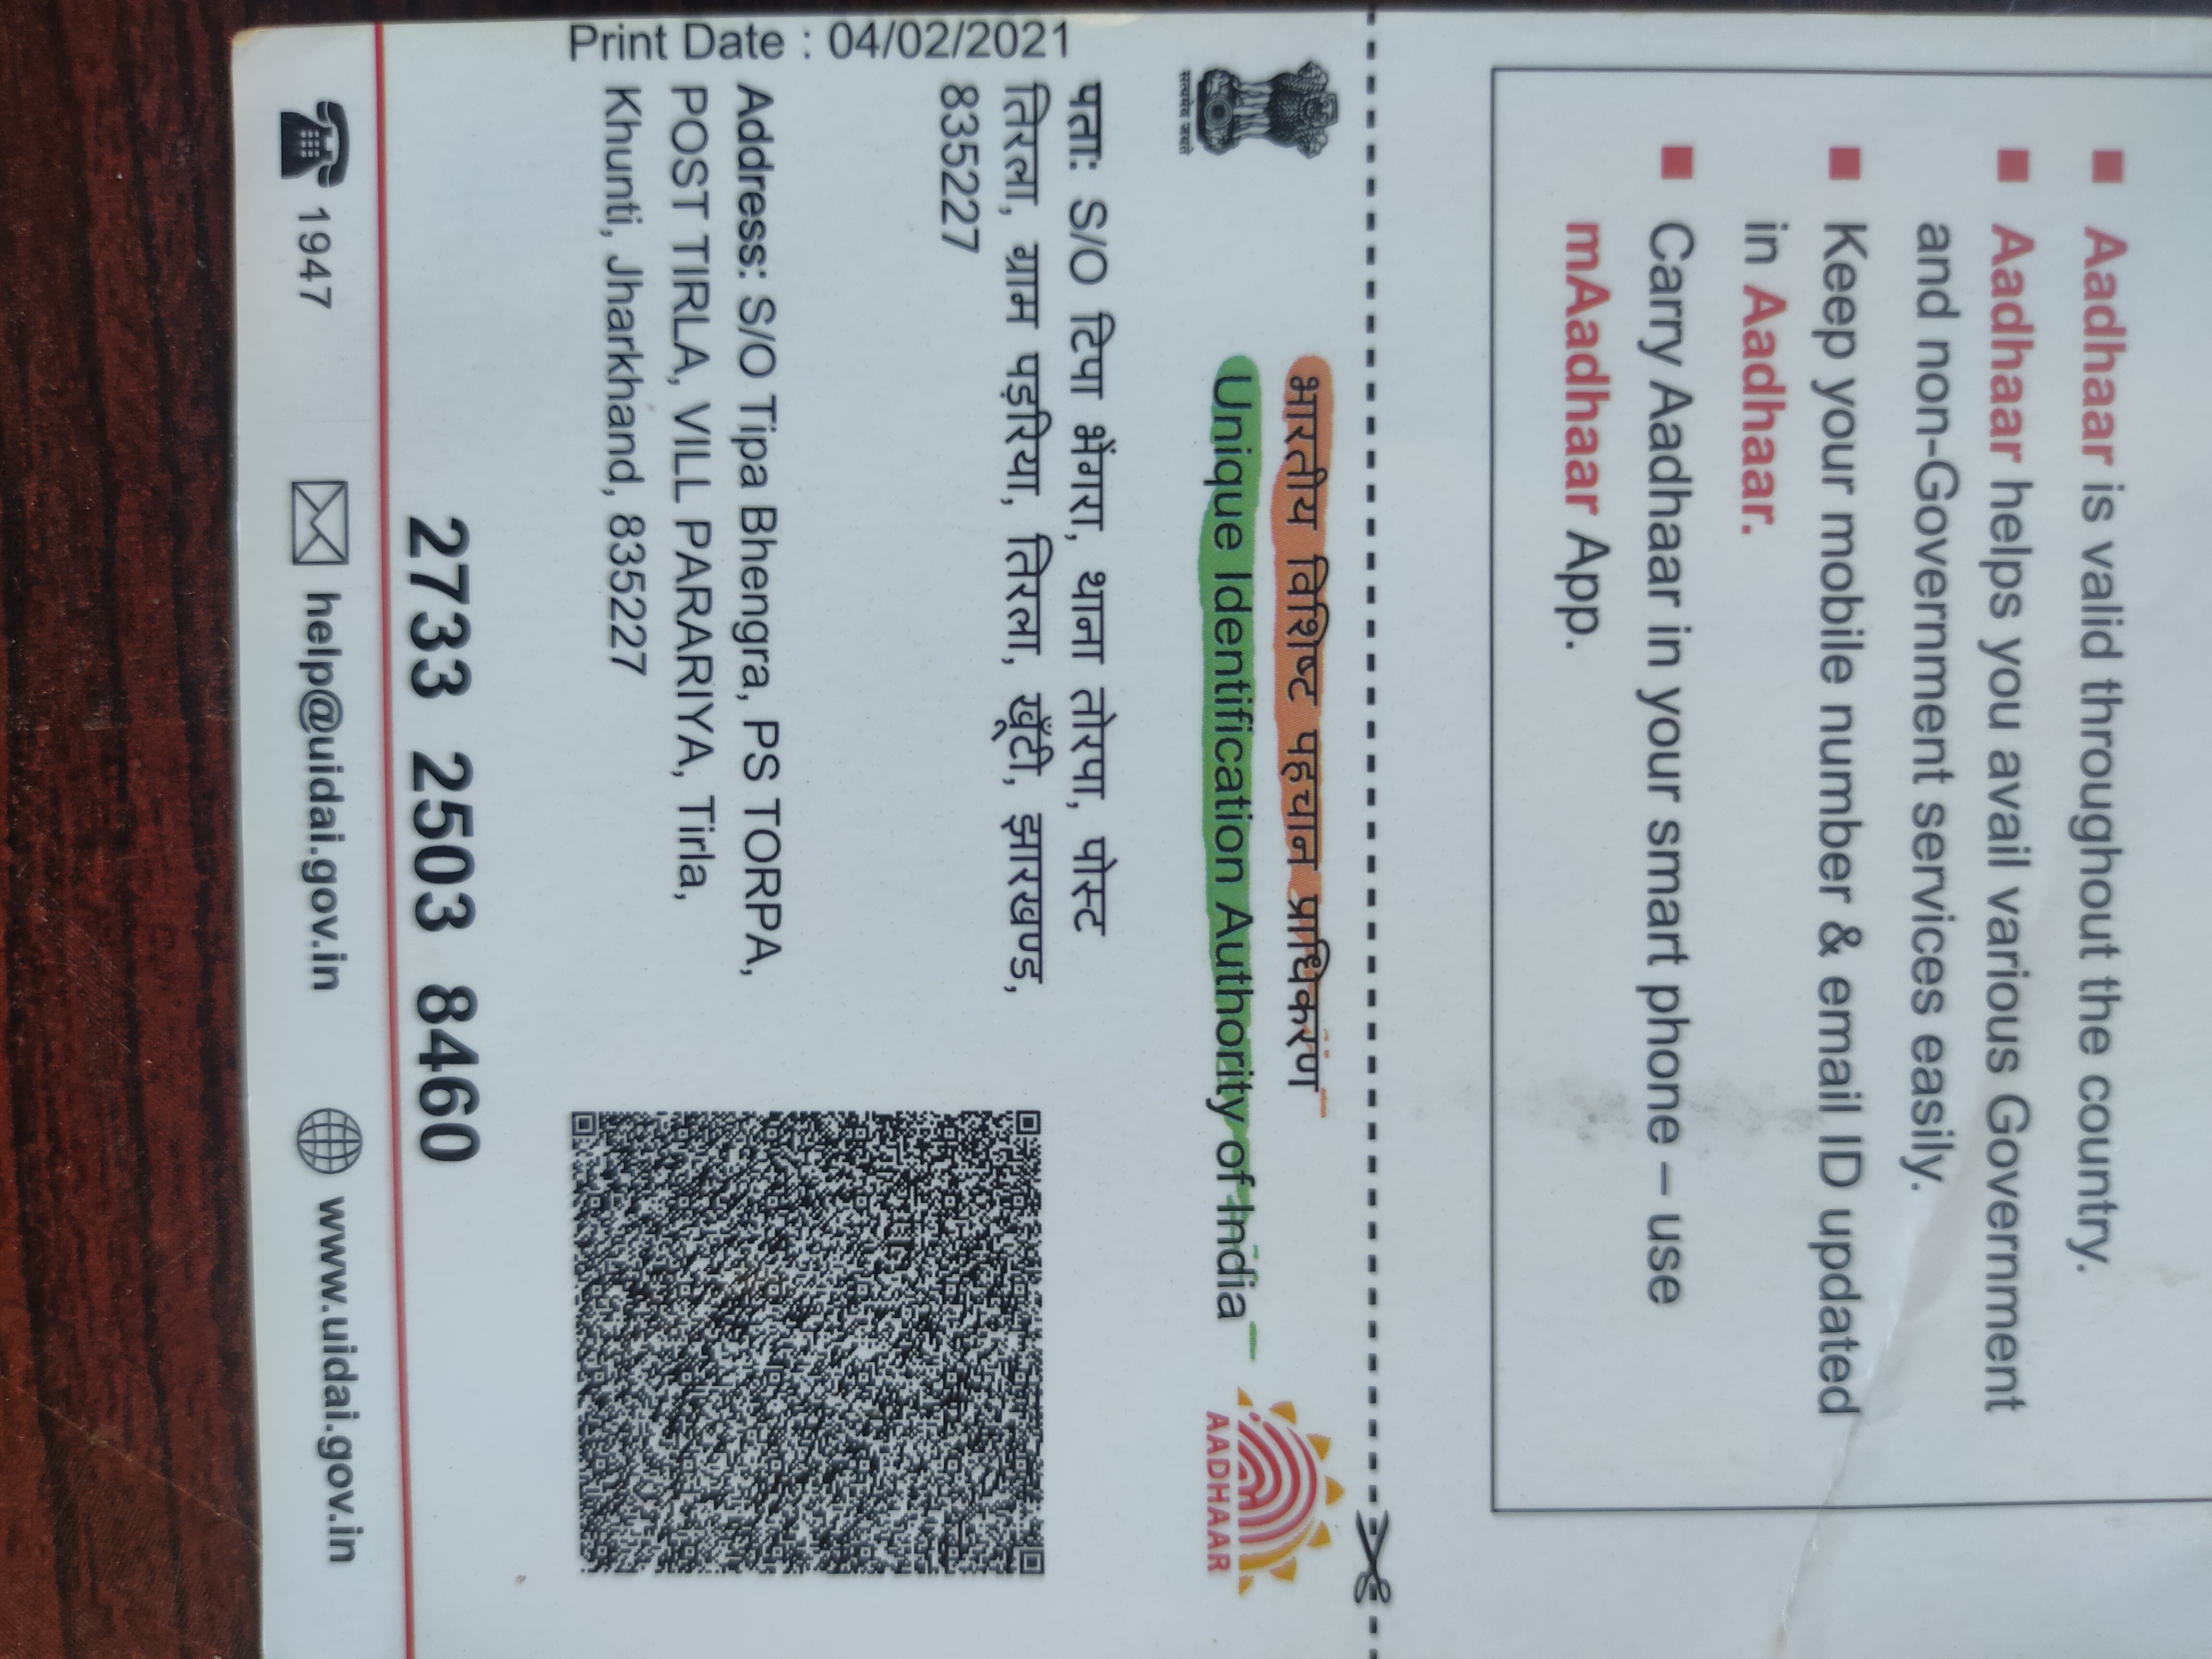 ■ Aadhaar is valid throughout the country.
■ Aadhaar helps you avail various Government
and non-Government services easily.
■ Keep your mobile number & email ID updated
in Aadhaar.
■ Carry Aadhaar in your smart phone – use
mAadhaar App.
सत्यमेव जयते
भारतीय विशिष्ट पहचान प्राधिकरण
Unique Identification Authority of India
AADHAAR
पता: S/O टिपा भेंगरा, थाना तोरपा, पोस्ट
तिरला, ग्राम पड़रिया, तिरला, खूँटी, झारखण्ड,
835227
Address: S/O Tipa Bhengra, PS TORPA,
POST TIRLA, VILL PARARIYA, Tirla,
Khunti, Jharkhand, 835227
Print Date : 04/02/2021
2733 2503 8460
1947
help@uidai.gov.in
www.uidai.gov.in